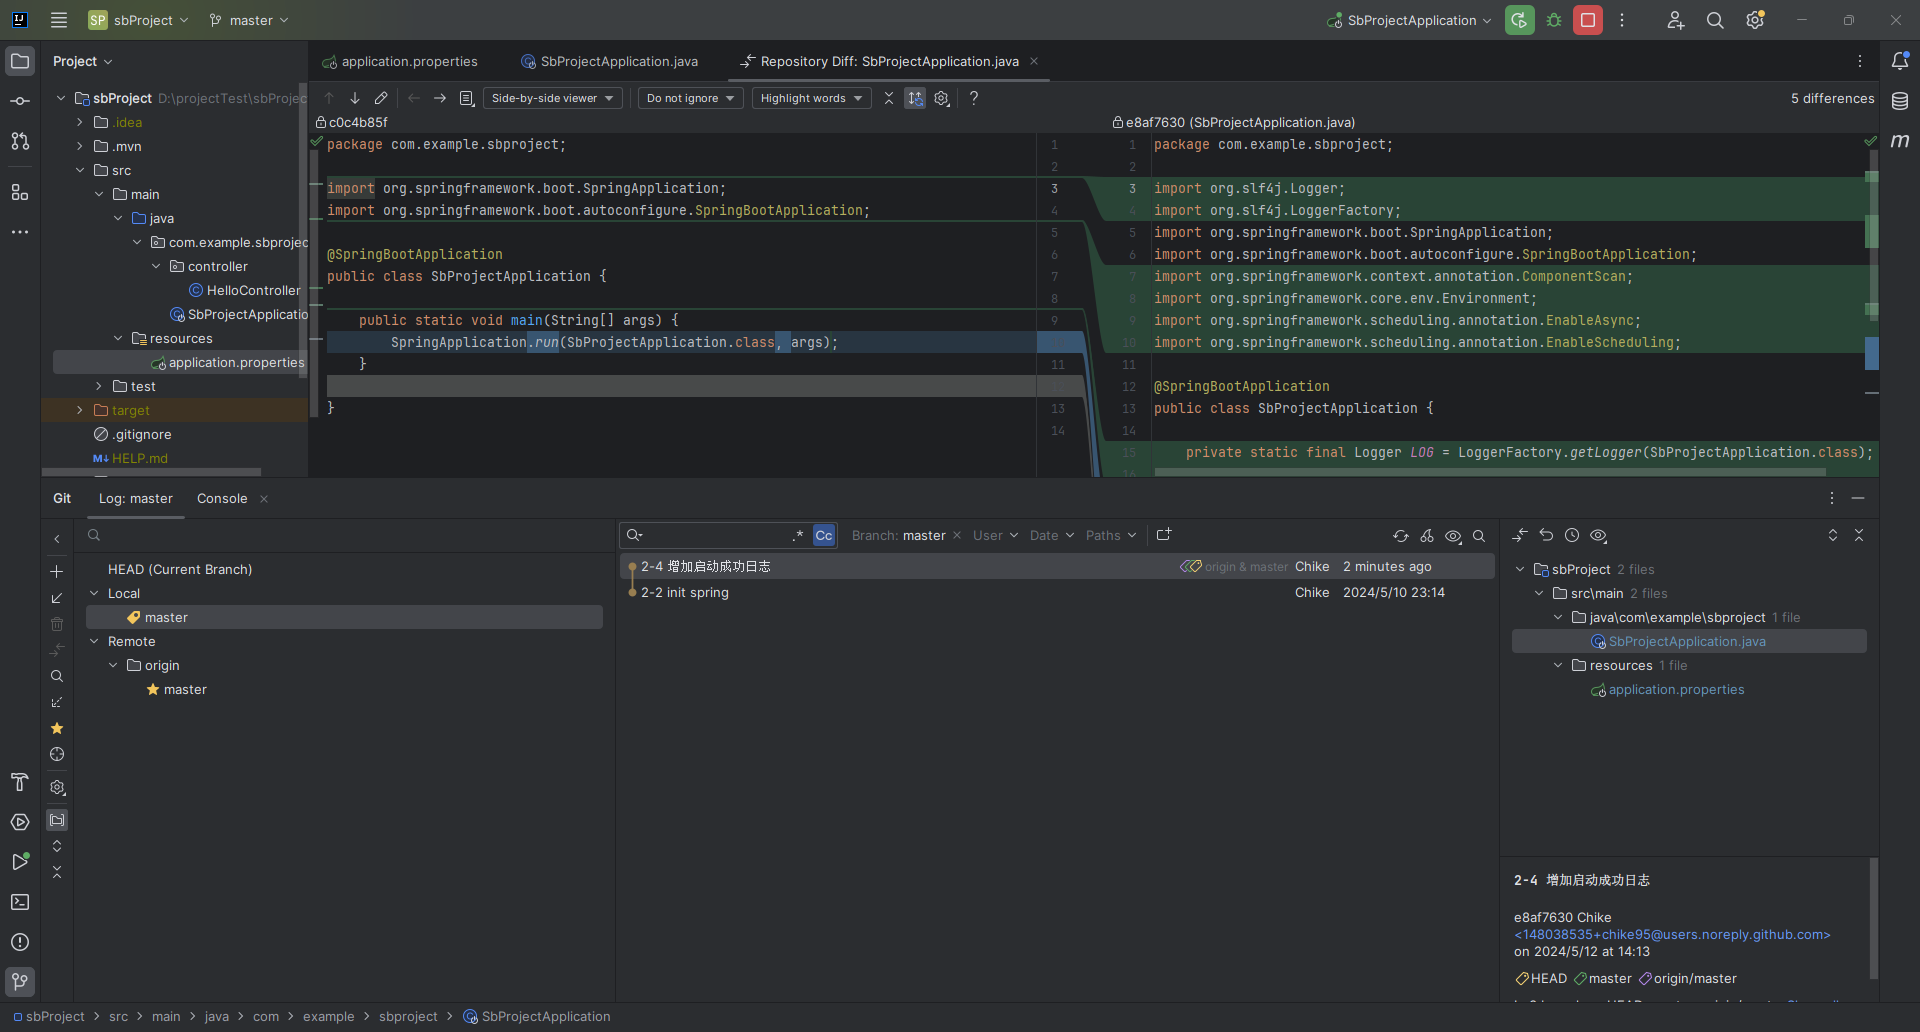 SP sbProject master SbProjectApplication
Project
application.properties SbProjectApplication.java Repository Diff: SbProjectApplication.java
Side-by-side viewer Do not ignore Highlight words ? 5 differences
sbProject D:\projectTest\sbProjec
.idea
.mvn
src
main
java
com.example.sbprojec
controller
HelloController
SbProjectApplicatio
resources
application.properties
test
target
.gitignore
M↓ HELP.md
c0c4b85f
package com.example.sbproject;
import org.springframework.boot.SpringApplication;
import org.springframework.boot.autoconfigure.SpringBootApplication;
@SpringBootApplication
public class SbProjectApplication {
public static void main(String[] args) {
SpringApplication.run(SbProjectApplication.class, args);
}
}
1
2
3
4
5
6
7
8
9
11
13
14
e8af7630 (SbProjectApplication.java)
1 package com.example.sbproject;
2
3 import org.slf4j.Logger;
4 import org.slf4j.LoggerFactory;
5 import org.springframework.boot.SpringApplication;
6 import org.springframework.boot.autoconfigure.SpringBootApplication;
7 import org.springframework.context.annotation.ComponentScan;
8 import org.springframework.core.env.Environment;
9 import org.springframework.scheduling.annotation.EnableAsync;
10 import org.springframework.scheduling.annotation.EnableScheduling;
11
12 @SpringBootApplication
13 public class SbProjectApplication {
14
15 private static final Logger LOG = LoggerFactory.getLogger(SbProjectApplication.class);
16
Git Log: master Console
HEAD (Current Branch)
Local
master
Remote
origin
master
.* Cc Branch: master User Date Paths
2-4 增加启动成功日志 origin & master Chike 2 minutes ago
2-2 init spring Chike 2024/5/10 23:14
sbProject 2 files
src\main 2 files
java\com\example\sbproject 1 file
SbProjectApplication.java
resources 1 file
application.properties
2-4 增加启动成功日志
e8af7630 Chike
<148038535+chike95@users.noreply.github.com>
on 2024/5/12 at 14:13
HEAD master origin/master
sbProject > src > main > java > com > example > sbproject > SbProjectApplication